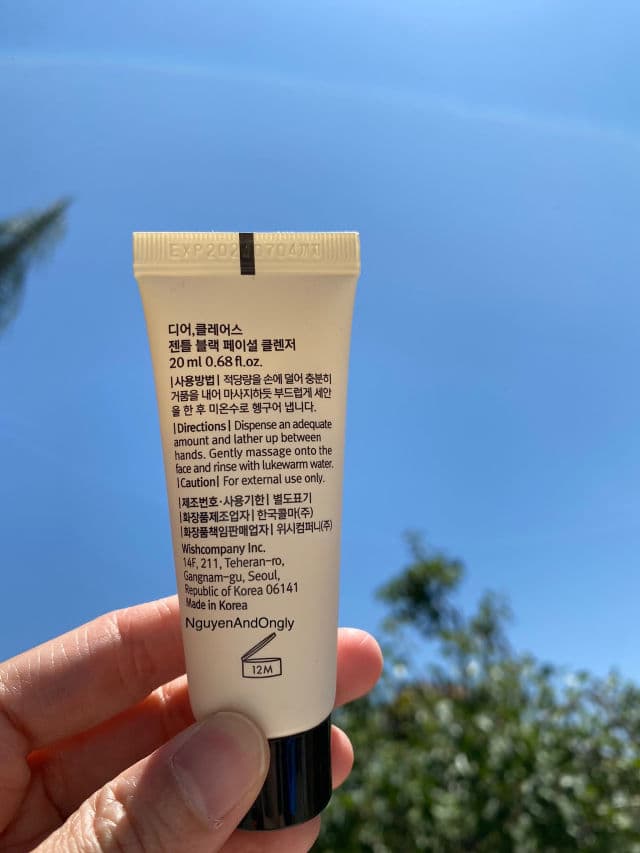 디어,클레어스
젠틀 블랙 페이셜 클렌저
20 ml 0.68 fl.oz.
|사용방법| 적당량을 손에 덜어 충분히
거품을 내어 마사지하듯 부드럽게 세안
을 한 후 미온수로 헹구어 냅니다.
|Directions| Dispense an adequate
amount and lather up between
hands. Gently massage onto the
face and rinse with lukewarm water.
|Caution| For external use only.
|제조번호·사용기한| 별도표기
|화장품제조업자| 한국콜마(주)
|화장품책임판매업자| 위시컴퍼니(주)
Wishcompany Inc.
14F, 211, Teheran-ro,
Gangnam-gu, Seoul,
Republic of Korea 06141
Made in Korea
NguyenAndOngly
12M